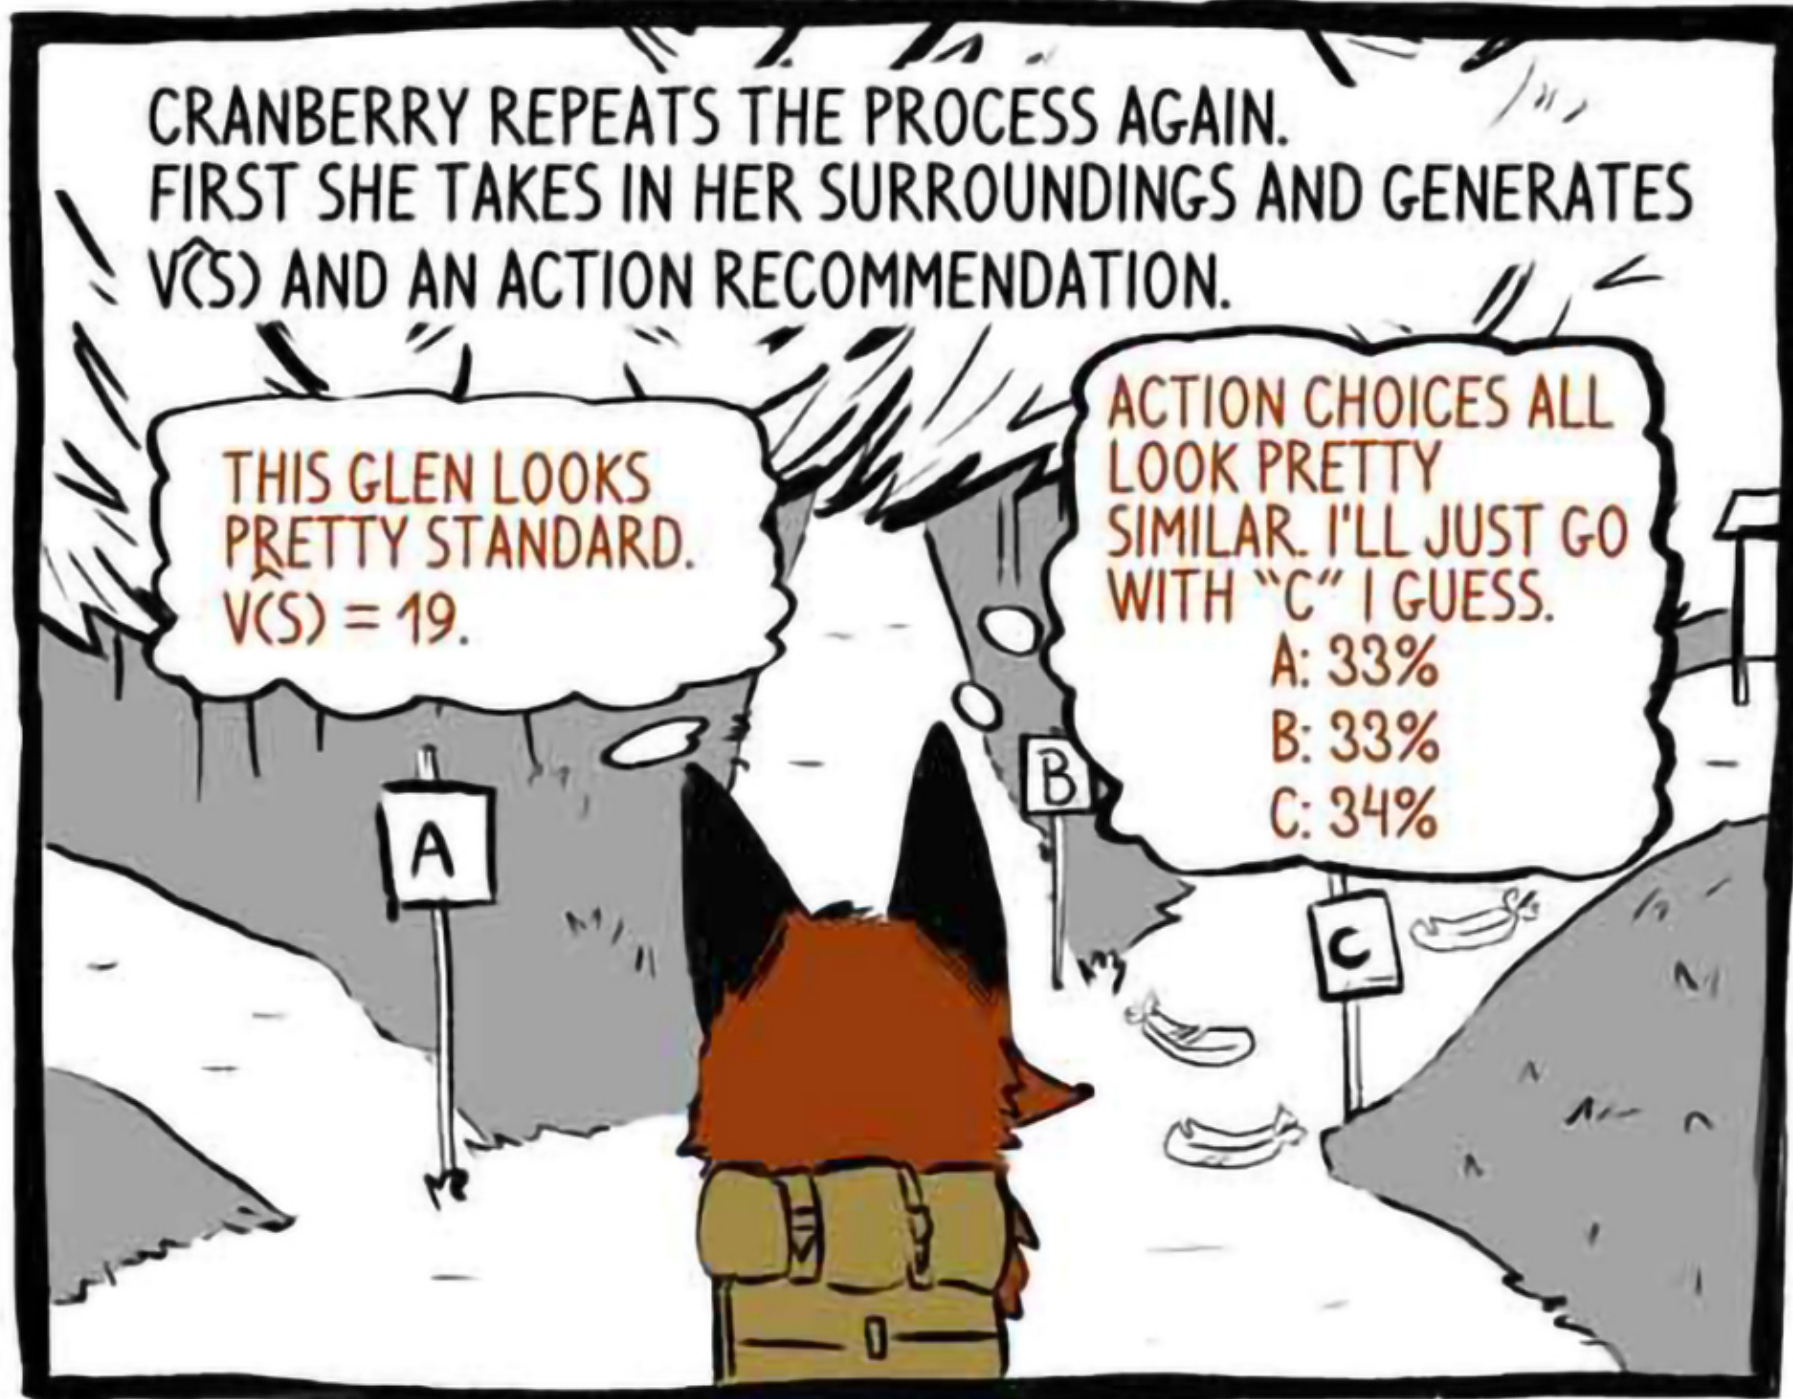 CRANBERRY REPEATS THE PROCESS AGAIN.
FIRST SHE TAKES IN HER SURROUNDINGS AND GENERATES
V̂(S) AND AN ACTION RECOMMENDATION.
THIS GLEN LOOKS
PRETTY STANDARD.
V̂(S) = 19.
ACTION CHOICES ALL
LOOK PRETTY
SIMILAR. I'LL JUST GO
WITH “C” I GUESS.
A: 33%
B: 33%
C: 34%
A
B
C